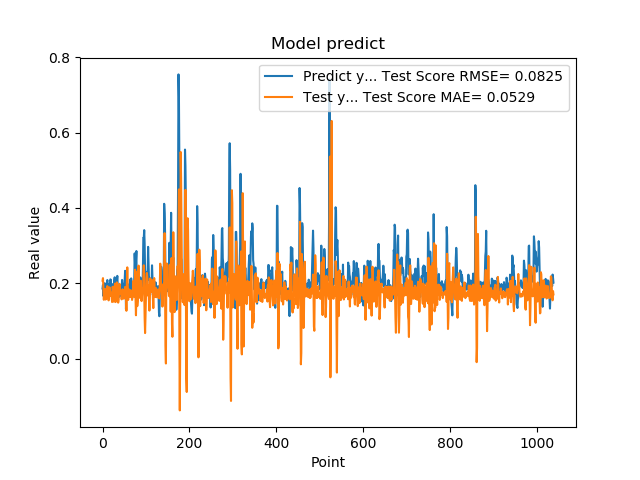 Model predict
Predict y... Test Score RMSE= 0.0825
Test y... Test Score MAE= 0.0529
Real value
0.8
0.6
0.4
0.2
0.0
0 200 400 600 800 1000
Point